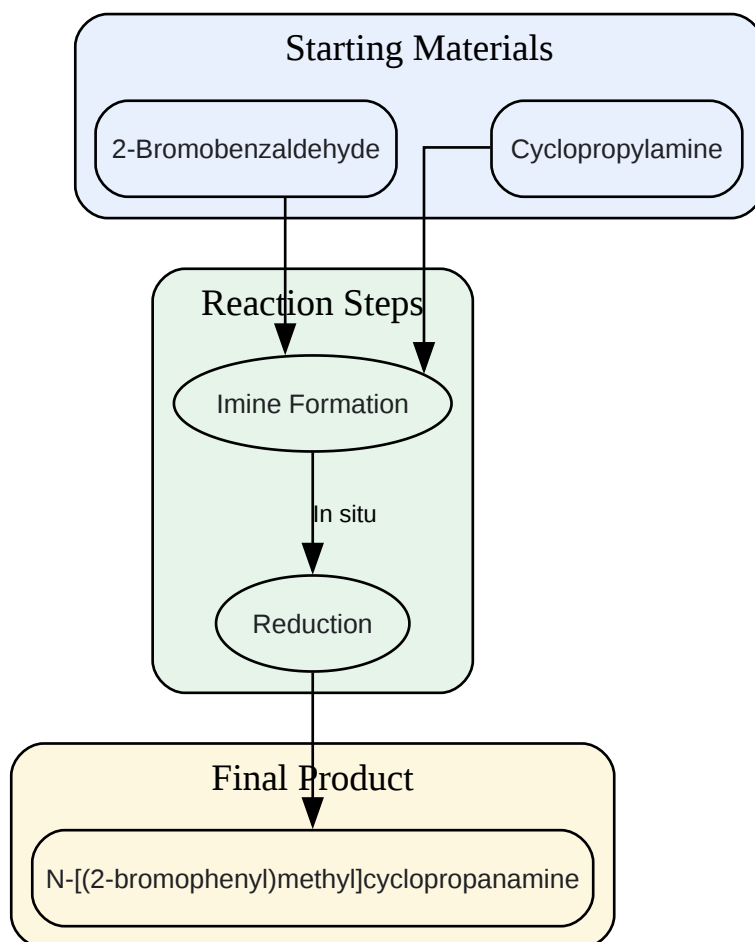 Starting Materials
2-Bromobenzaldehyde
Cyclopropylamine
Reaction Steps
Imine Formation
In situ
Reduction
Final Product
N-[(2-bromophenyl)methyl]cyclopropanamine